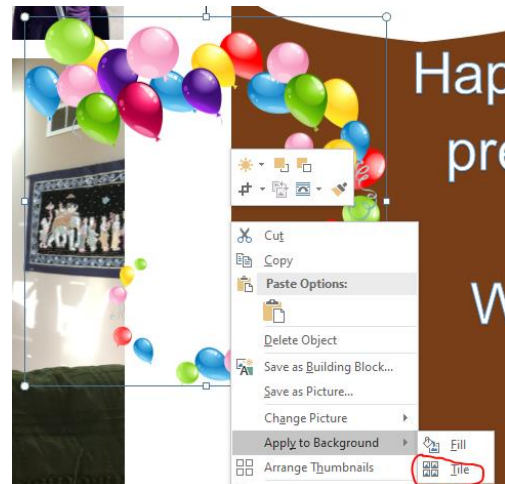 Hap
pre
W
Cut
Copy
Paste Options:
Delete Object
Save as Building Block...
Save as Picture...
Change Picture
Apply to Background
Fill
Arrange Thumbnails
Tile